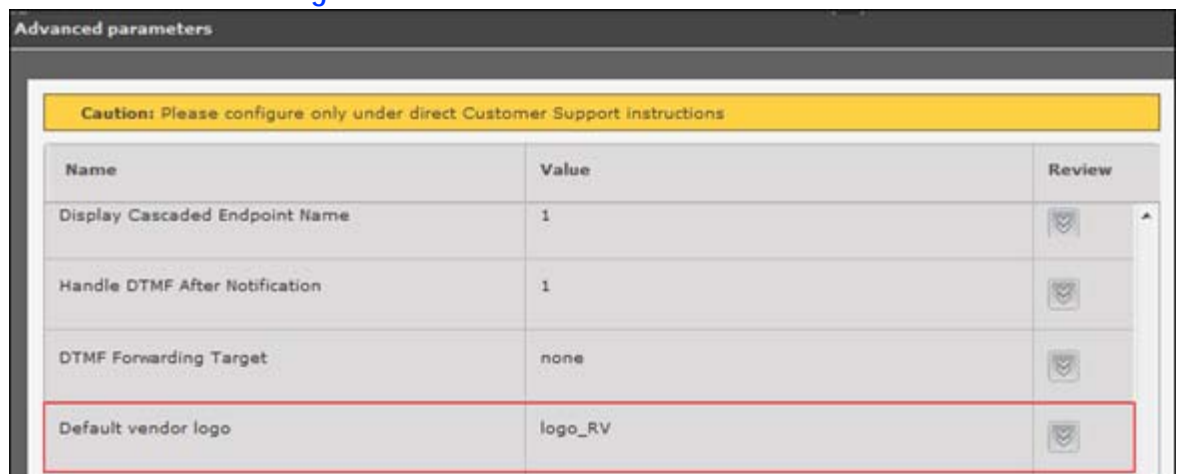 Advanced parameters
Caution: Please configure only under direct Customer Support instructions
Name Value Review
Display Cascaded Endpoint Name 1
Handle DTMF After Notification 1
DTMF Forwarding Target none
Default vendor logo logo_RV